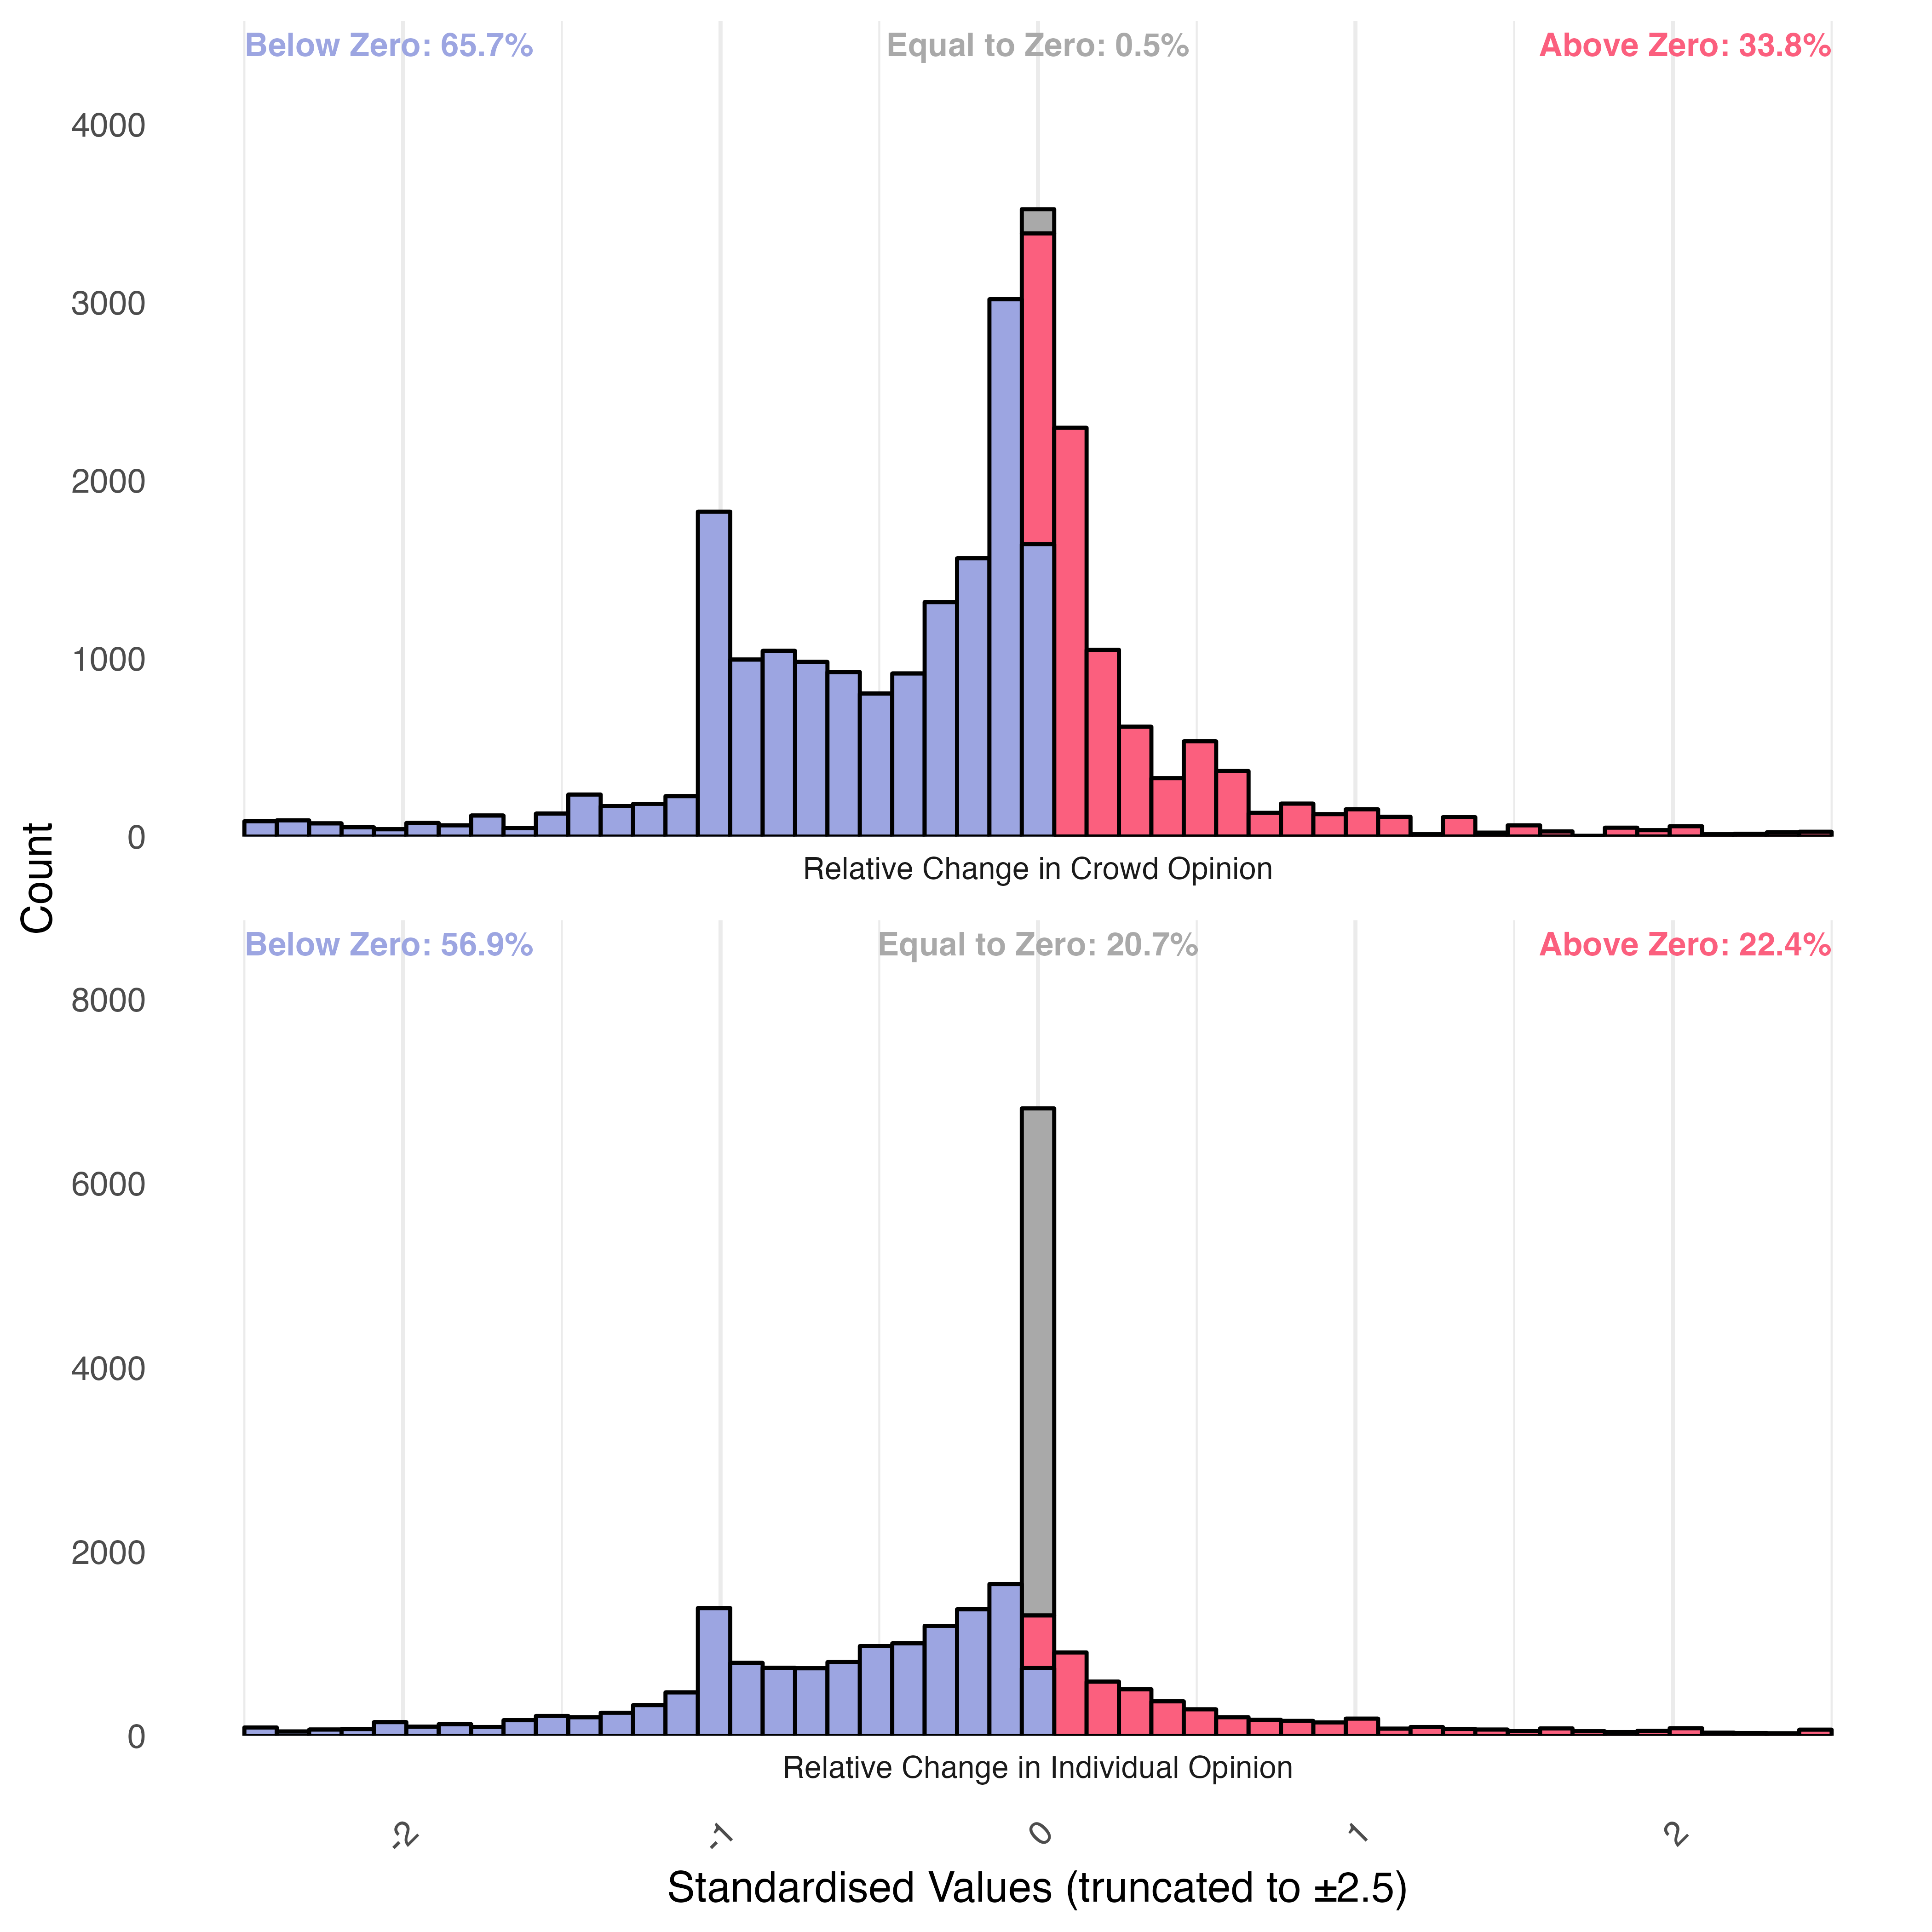 Below Zero: 65.7%
Equal to Zero: 0.5%
Above Zero: 33.8%
4000
3000
2000
1000
0
Relative Change in Crowd Opinion
Count
Below Zero: 56.9%
Equal to Zero: 20.7%
Above Zero: 22.4%
8000
6000
4000
2000
0
Relative Change in Individual Opinion
-2
-1
0
1
2
Standardised Values (truncated to ±2.5)